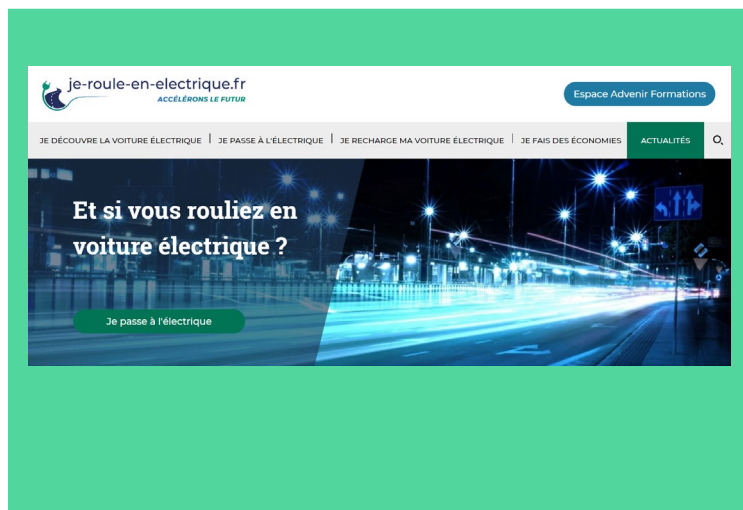 je-roule-en-electrique.fr
ACCÉLÉRONS LE FUTUR
Espace Advenir Formations
JE DÉCOUVRE LA VOITURE ÉLECTRIQUE
JE PASSE À L'ÉLECTRIQUE
JE RECHARGE MA VOITURE ÉLECTRIQUE
JE FAIS DES ÉCONOMIES
ACTUALITÉS
Et si vous rouliez en
voiture électrique ?
Je passe à l'électrique